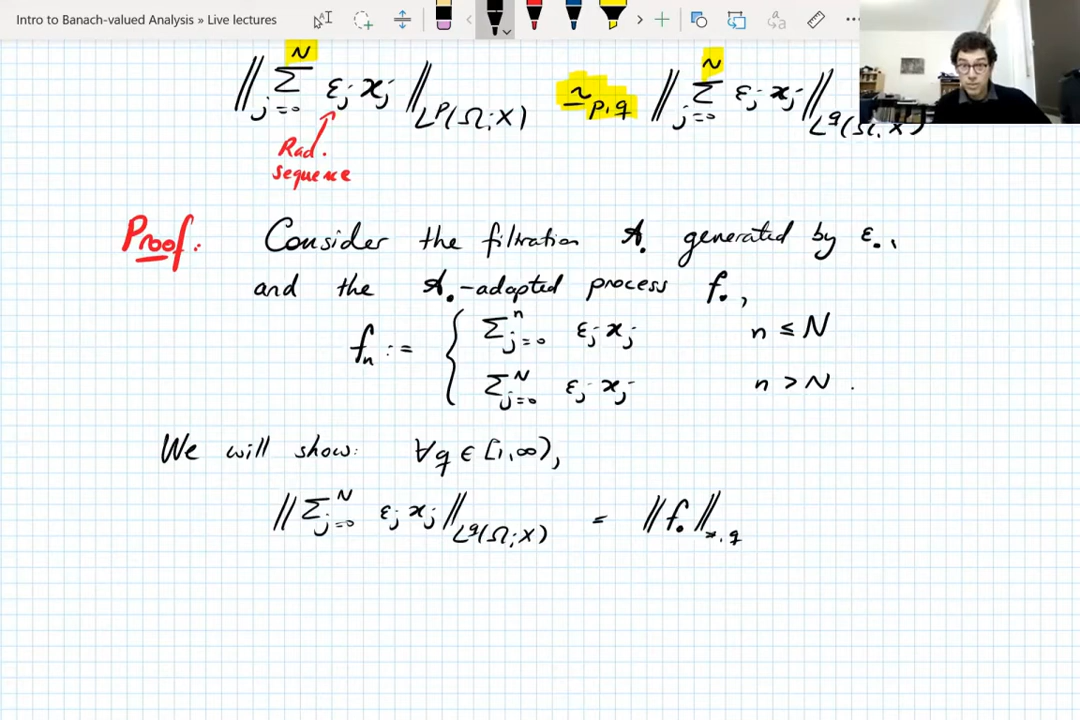 Intro to Banach-valued Analysis » Live lectures
‖ Σ_{j=0}^{N} ε_j x_j ‖_{L^p(Ω;X)} ≃_{p,q} ‖ Σ_{j=0}^{N} ε_j x_j ‖_{L^q(Ω;X)}
Rad.
sequence
Proof: Consider the filtration 𝒜. generated by ε.,
and the 𝒜.-adapted process f.,
f_n := { Σ_{j=0}^{n} ε_j x_j n ≤ N
Σ_{j=0}^{N} ε_j x_j n > N .
We will show: ∀q ∈ [1,∞),
‖ Σ_{j=0}^{N} ε_j x_j ‖_{L^q(Ω;X)} = ‖ f. ‖_{*,q}